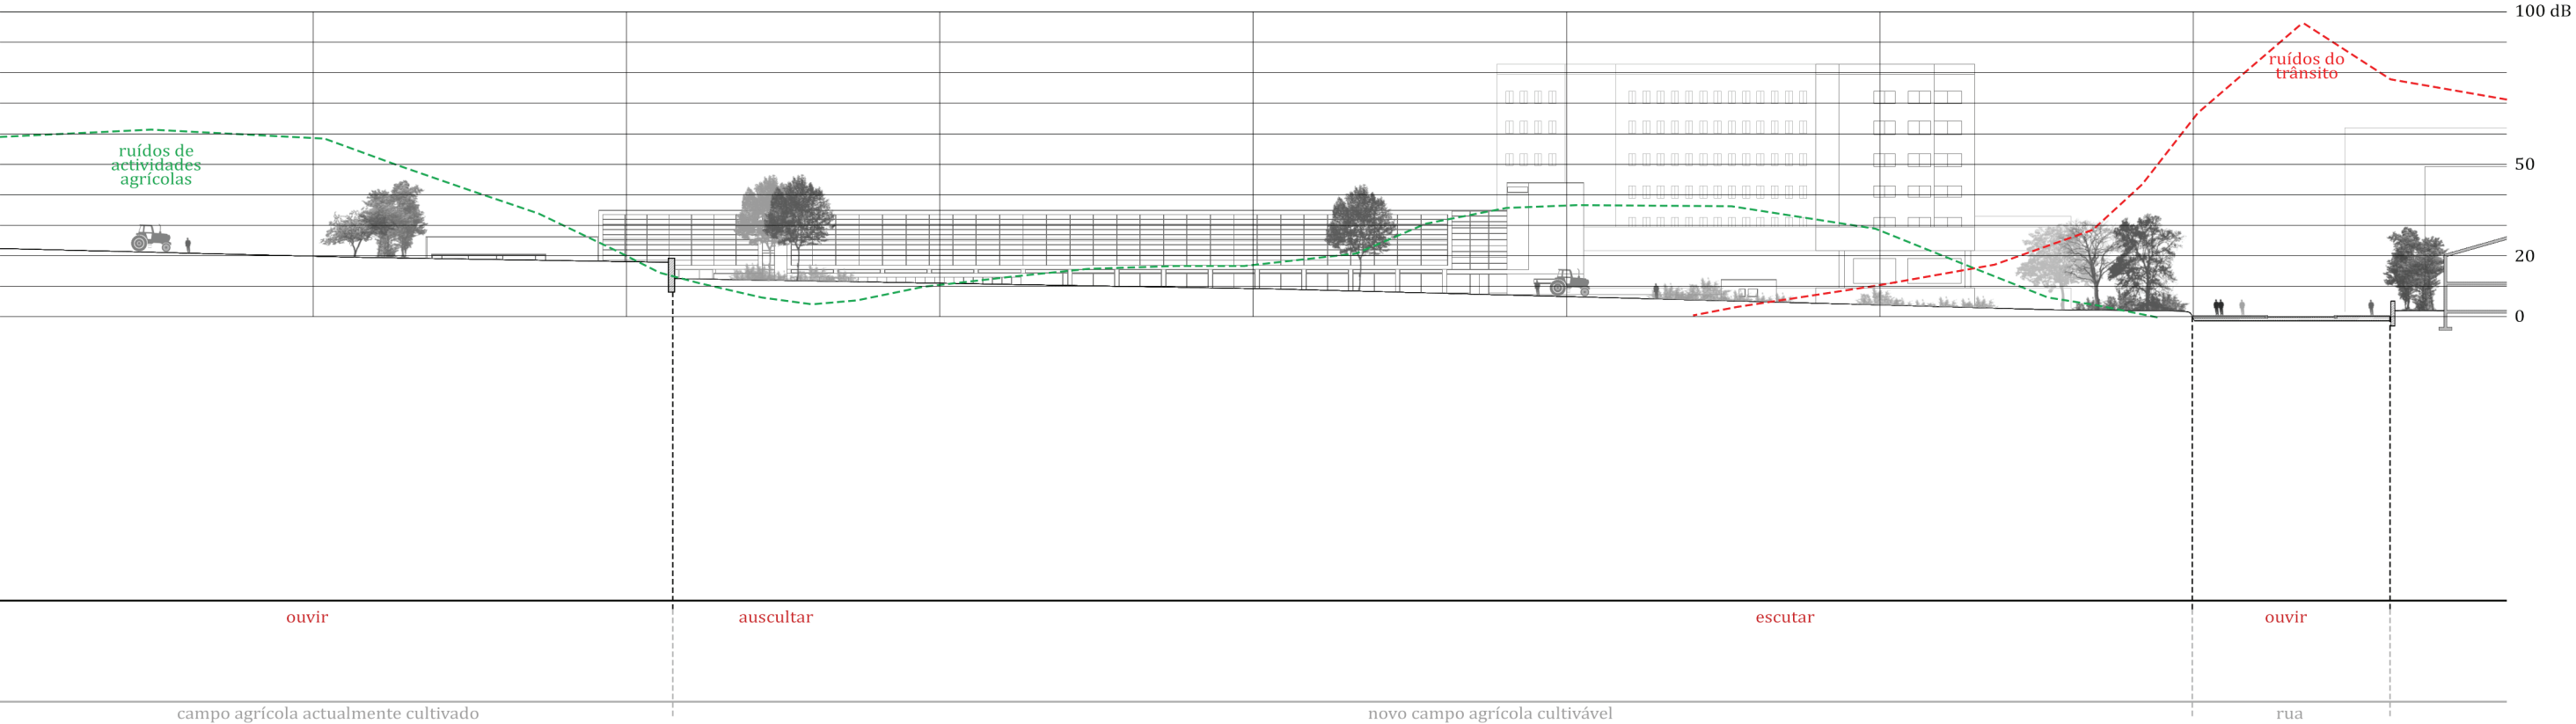 100 dB
ruídos do
trânsito
ruídos de
actividades
agrícolas
50
20
0
ouvir
auscultar
escutar
ouvir
campo agrícola actualmente cultivado
novo campo agrícola cultivável
rua